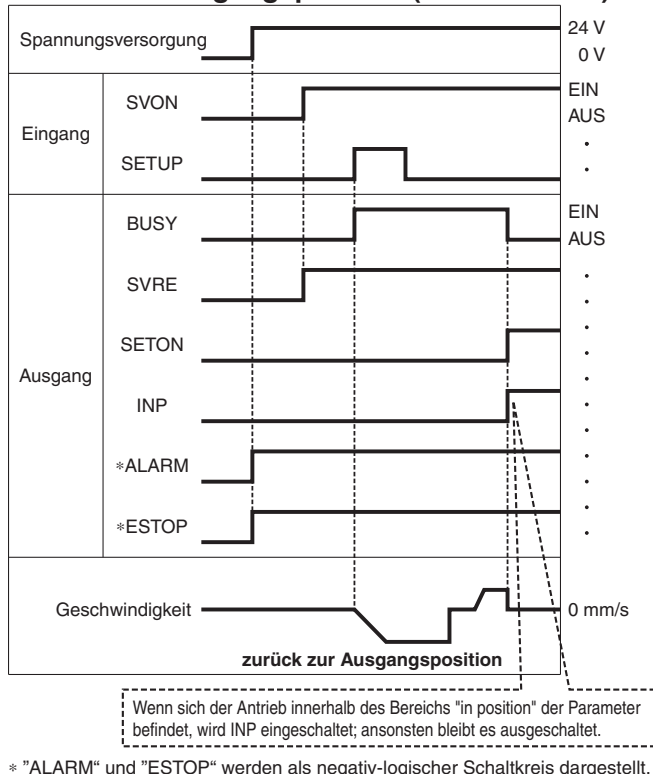 Spannungsversorgung
24 V
0 V
Eingang
SVON
EIN
AUS
SETUP
Ausgang
BUSY
EIN
AUS
SVRE
SETON
INP
*ALARM
*ESTOP
Geschwindigkeit
0 mm/s
zurück zur Ausgangsposition
Wenn sich der Antrieb innerhalb des Bereichs "in position" der Parameter
befindet, wird INP eingeschaltet; ansonsten bleibt es ausgeschaltet.
* "ALARM“ und "ESTOP“ werden als negativ-logischer Schaltkreis dargestellt.